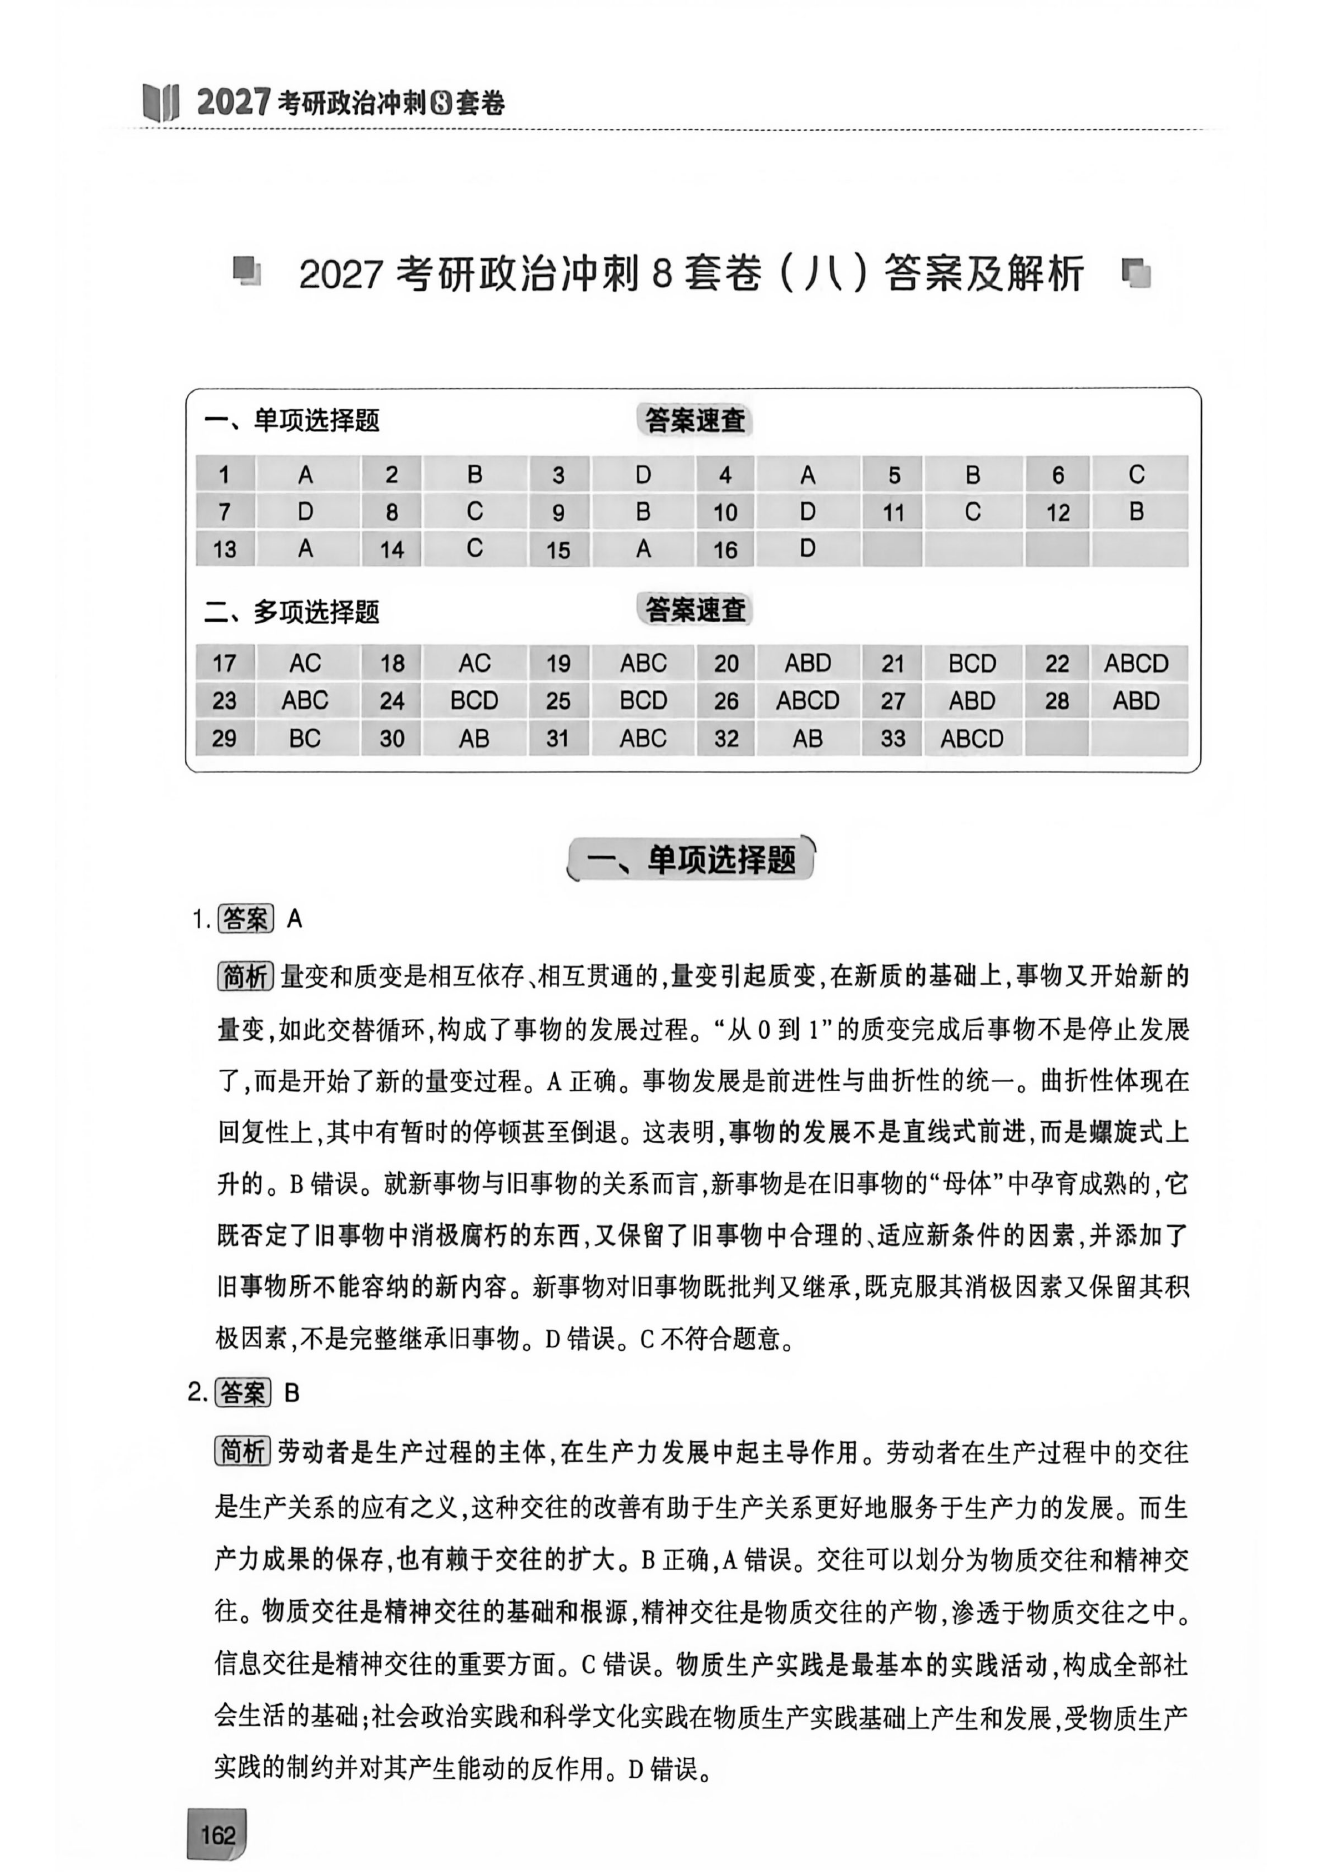 2027考研政治冲刺8套卷
2027 考研政治冲刺 8 套卷（八）答案及解析
一、单项选择题 答案速查
1 A 2 B 3 D 4 A 5 B 6 C
7 D 8 C 9 B 10 D 11 C 12 B
13 A 14 C 15 A 16 D
二、多项选择题 答案速查
17 AC 18 AC 19 ABC 20 ABD 21 BCD 22 ABCD
23 ABC 24 BCD 25 BCD 26 ABCD 27 ABD 28 ABD
29 BC 30 AB 31 ABC 32 AB 33 ABCD
一、单项选择题
1. 答案 A
简析 量变和质变是相互依存、相互贯通的,量变引起质变,在新质的基础上,事物又开始新的
量变,如此交替循环,构成了事物的发展过程。“从 0 到 1”的质变完成后事物不是停止发展
了,而是开始了新的量变过程。A 正确。事物发展是前进性与曲折性的统一。曲折性体现在
回复性上,其中有暂时的停顿甚至倒退。这表明,事物的发展不是直线式前进,而是螺旋式上
升的。B 错误。就新事物与旧事物的关系而言,新事物是在旧事物的“母体”中孕育成熟的,它
既否定了旧事物中消极腐朽的东西,又保留了旧事物中合理的、适应新条件的因素,并添加了
旧事物所不能容纳的新内容。新事物对旧事物既批判又继承,既克服其消极因素又保留其积
极因素,不是完整继承旧事物。D 错误。C 不符合题意。
2. 答案 B
简析 劳动者是生产过程的主体,在生产力发展中起主导作用。劳动者在生产过程中的交往
是生产关系的应有之义,这种交往的改善有助于生产关系更好地服务于生产力的发展。而生
产力成果的保存,也有赖于交往的扩大。B 正确,A 错误。交往可以划分为物质交往和精神交
往。物质交往是精神交往的基础和根源,精神交往是物质交往的产物,渗透于物质交往之中。
信息交往是精神交往的重要方面。C 错误。物质生产实践是最基本的实践活动,构成全部社
会生活的基础;社会政治实践和科学文化实践在物质生产实践基础上产生和发展,受物质生产
实践的制约并对其产生能动的反作用。D 错误。
162